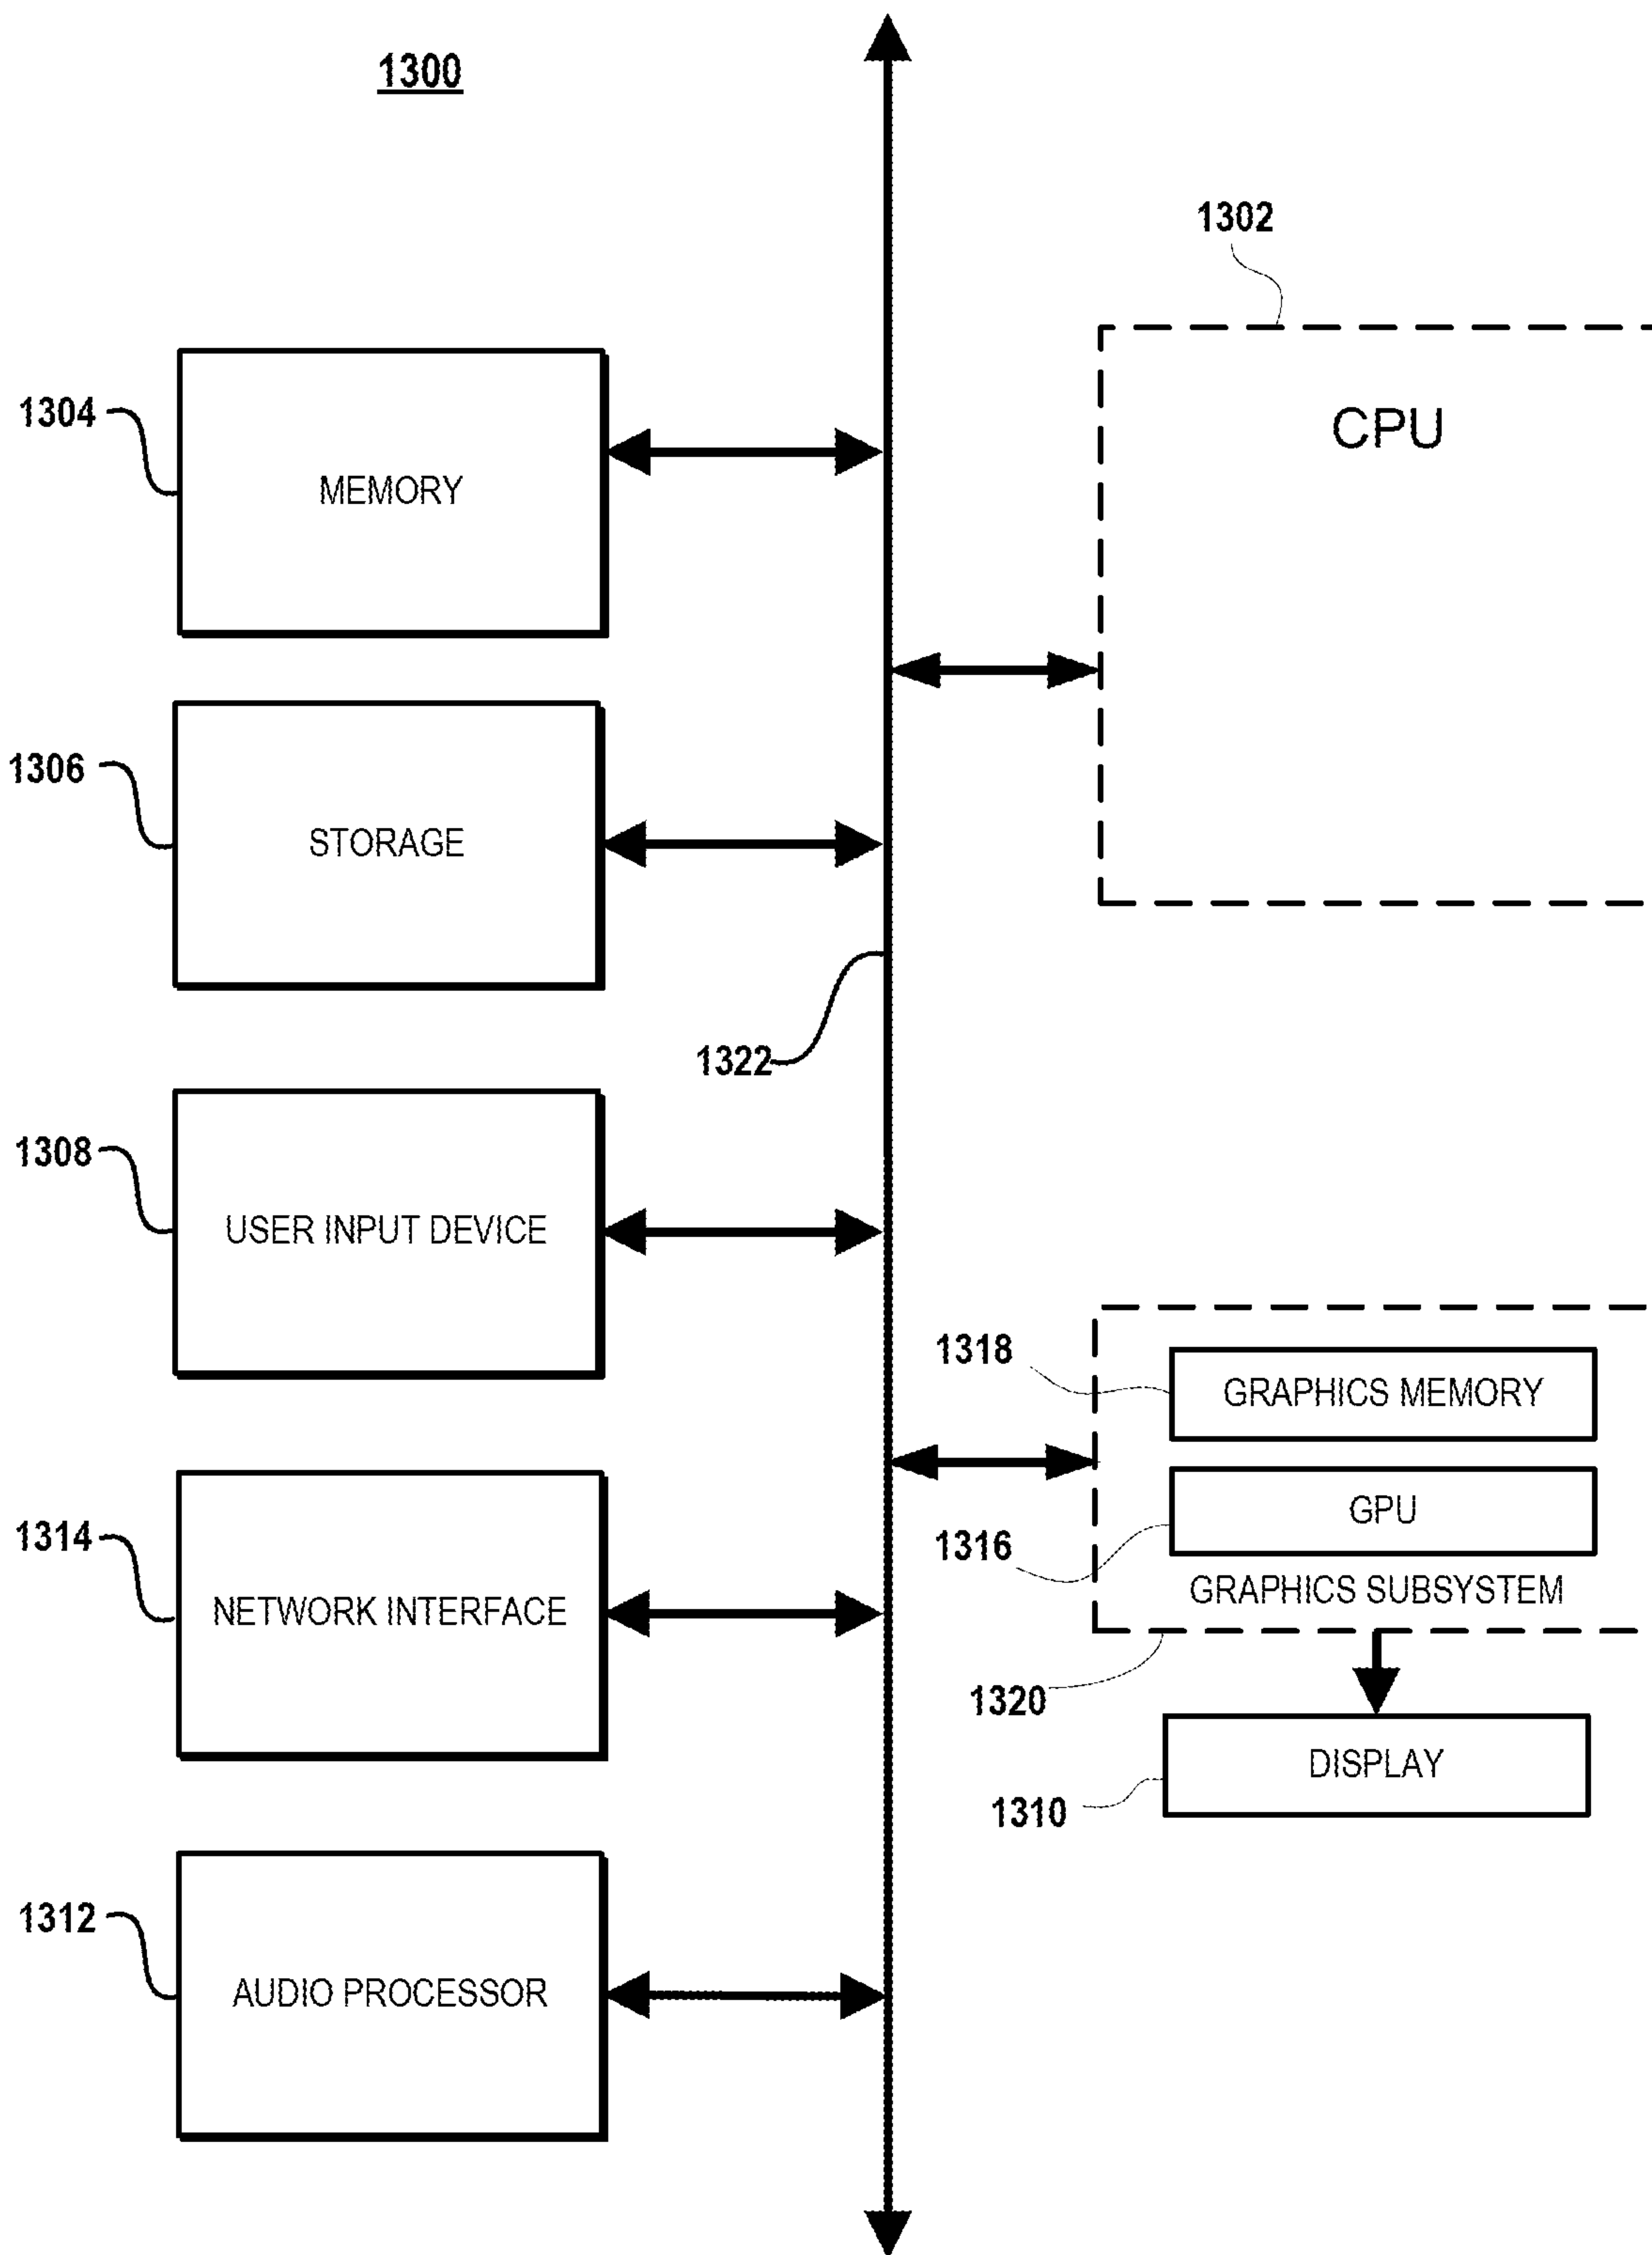 1300
1302
CPU
1304
MEMORY
1306
STORAGE
1322
1308
USER INPUT DEVICE
1318
GRAPHICS MEMORY
GPU
1316
GRAPHICS SUBSYSTEM
1314
NETWORK INTERFACE
1320
DISPLAY
1310
1312
AUDIO PROCESSOR